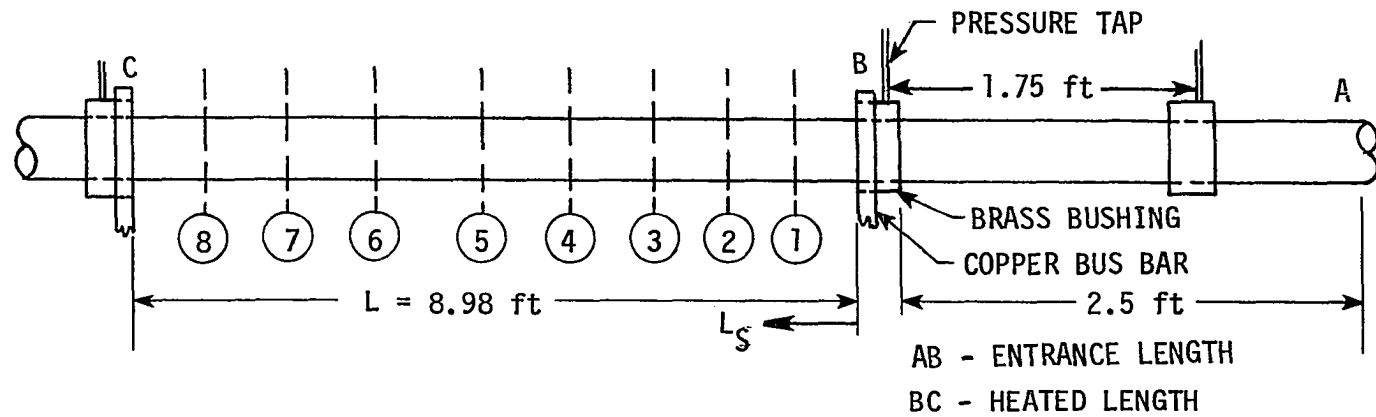 PRESSURE TAP
C
B
1.75 ft
A
8 7 6 5 4 3 2 1
BRASS BUSHING
COPPER BUS BAR
L = 8.98 ft
2.5 ft
LS
AB - ENTRANCE LENGTH
BC - HEATED LENGTH